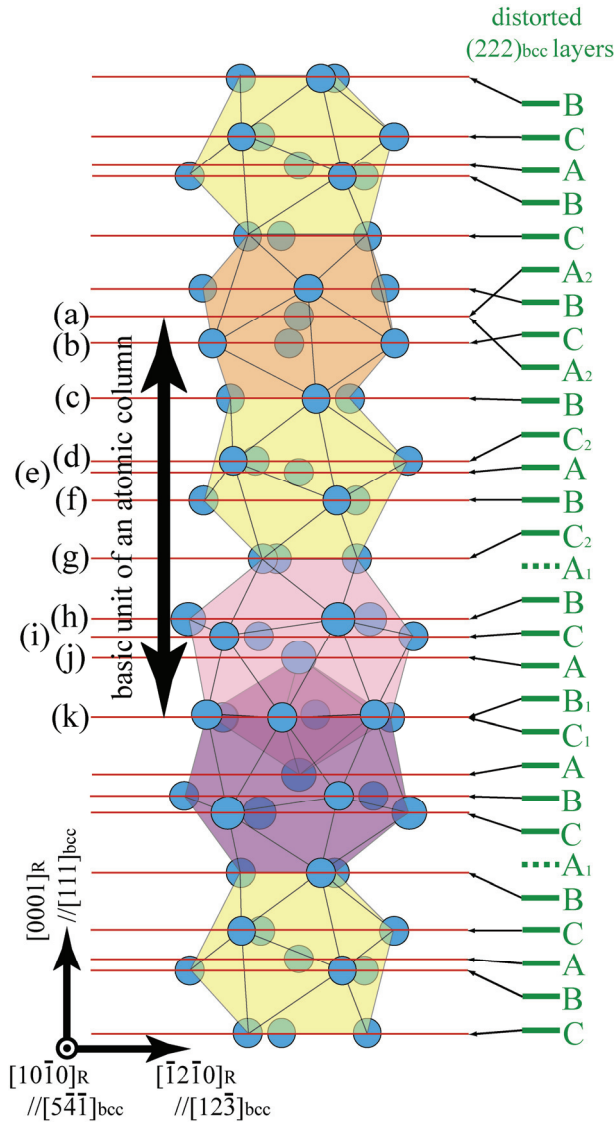 distorted
(222)bcc layers
B
C
A
B
C
A₂
B
C
A₂
B
C₂
A
B
C₂
A₁
B
C
A
B₁
C₁
A
B
C
A₁
B
C
A
B
C
(a)
(b)
(c)
(d)
(e)
(f)
(g)
(h)
(i)
(j)
(k)
basic unit of an atomic column
[0001]R
//[111]bcc
[101̄0]R
//[54̄1̄]bcc
[1̄21̄0]R
//[123̄]bcc